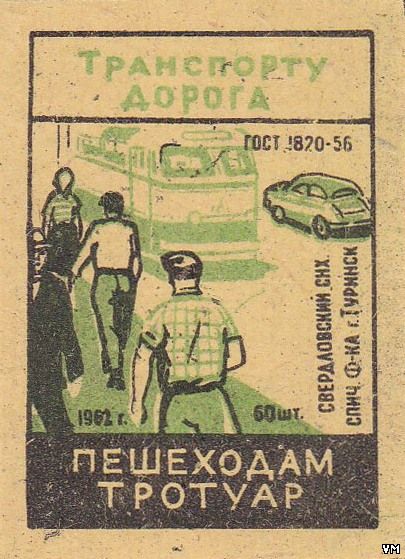 ТРАНСПОРТУ
ДОРОГА
ГОСТ 1820-56
СВЕРДЛОВСКИЙ СНХ
СПИЧ. Ф-КА г. ТУРИНСК
1962 г.
60 шт.
ПЕШЕХОДАМ
ТРОТУАР
VM